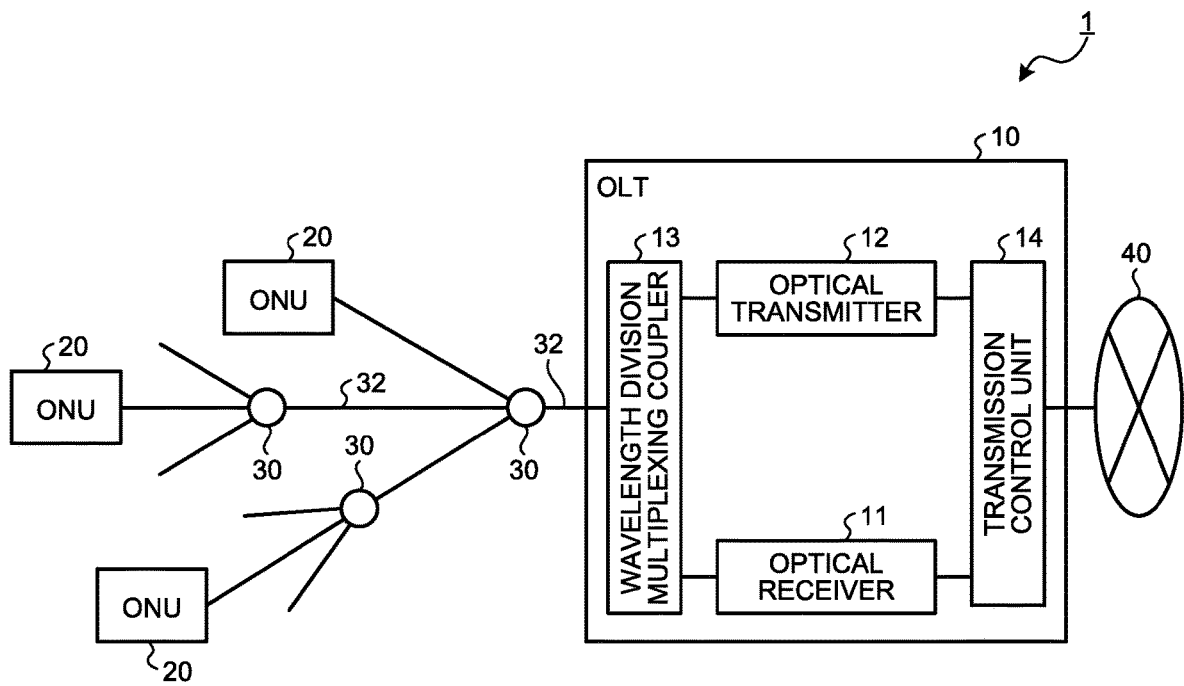 1
10
OLT
13
12
14
40
20
ONU
OPTICAL
TRANSMITTER
WAVELENGTH DIVISION
MULTIPLEXING COUPLER
TRANSMISSION
CONTROL UNIT
20
ONU
32
32
30
30
30
11
OPTICAL
RECEIVER
ONU
20